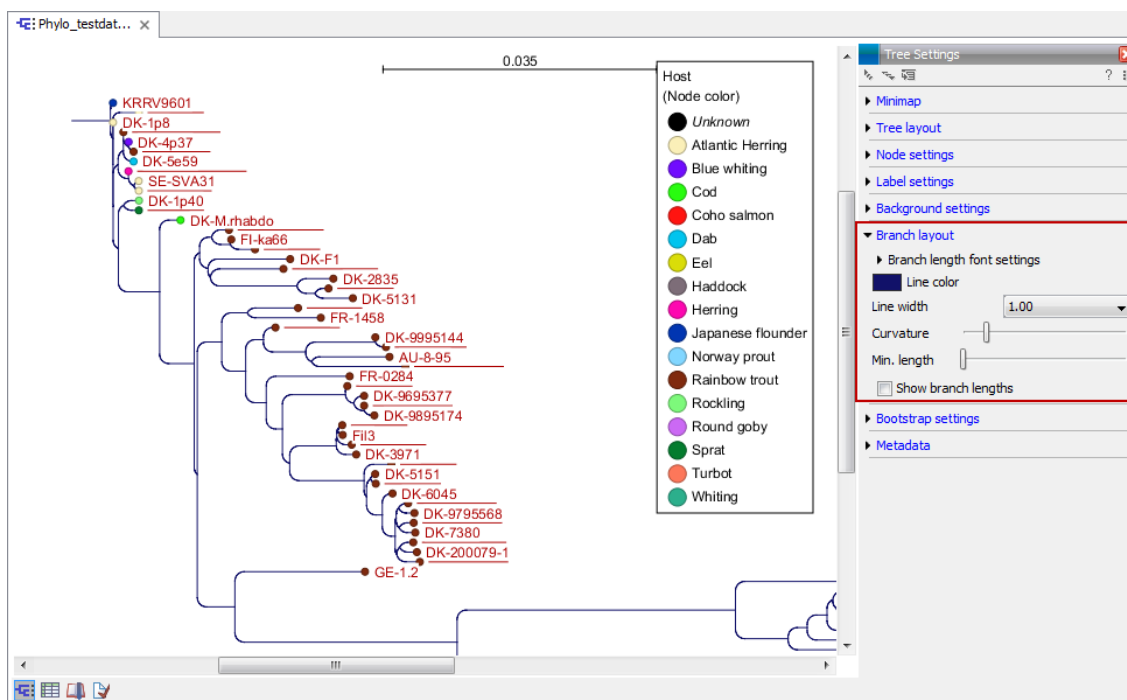 Phylo_testdat...
0.035
KRRV9601
DK-1p8
DK-4p37
DK-5e59
SE-SVA31
DK-1p40
DK-M.rhabdo
FI-ka66
DK-F1
DK-2835
DK-5131
FR-1458
DK-9995144
AU-8-95
FR-0284
DK-9695377
DK-9895174
Fil3
DK-3971
DK-5151
DK-6045
DK-9795568
DK-7380
DK-200079-1
GE-1.2
Host
(Node color)
Unknown
Atlantic Herring
Blue whiting
Cod
Coho salmon
Dab
Eel
Haddock
Herring
Japanese flounder
Norway prout
Rainbow trout
Rockling
Round goby
Sprat
Turbot
Whiting
Tree Settings
?
Minimap
Tree layout
Node settings
Label settings
Background settings
Branch layout
Branch length font settings
Line color
Line width 1.00
Curvature
Min. length
Show branch lengths
Bootstrap settings
Metadata